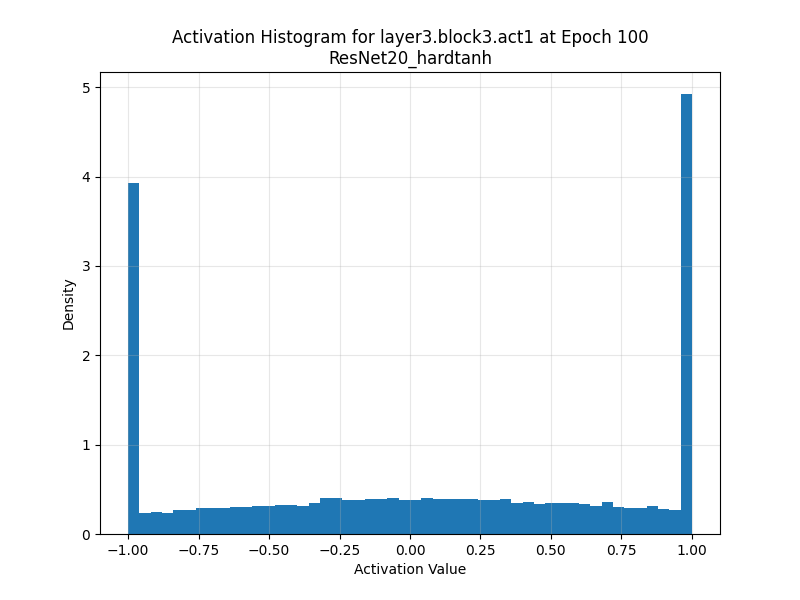 Activation Histogram for layer3.block3.act1 at Epoch 100
ResNet20_hardtanh
5
4
3
2
1
0
Density
−1.00 −0.75 −0.50 −0.25 0.00 0.25 0.50 0.75 1.00
Activation Value